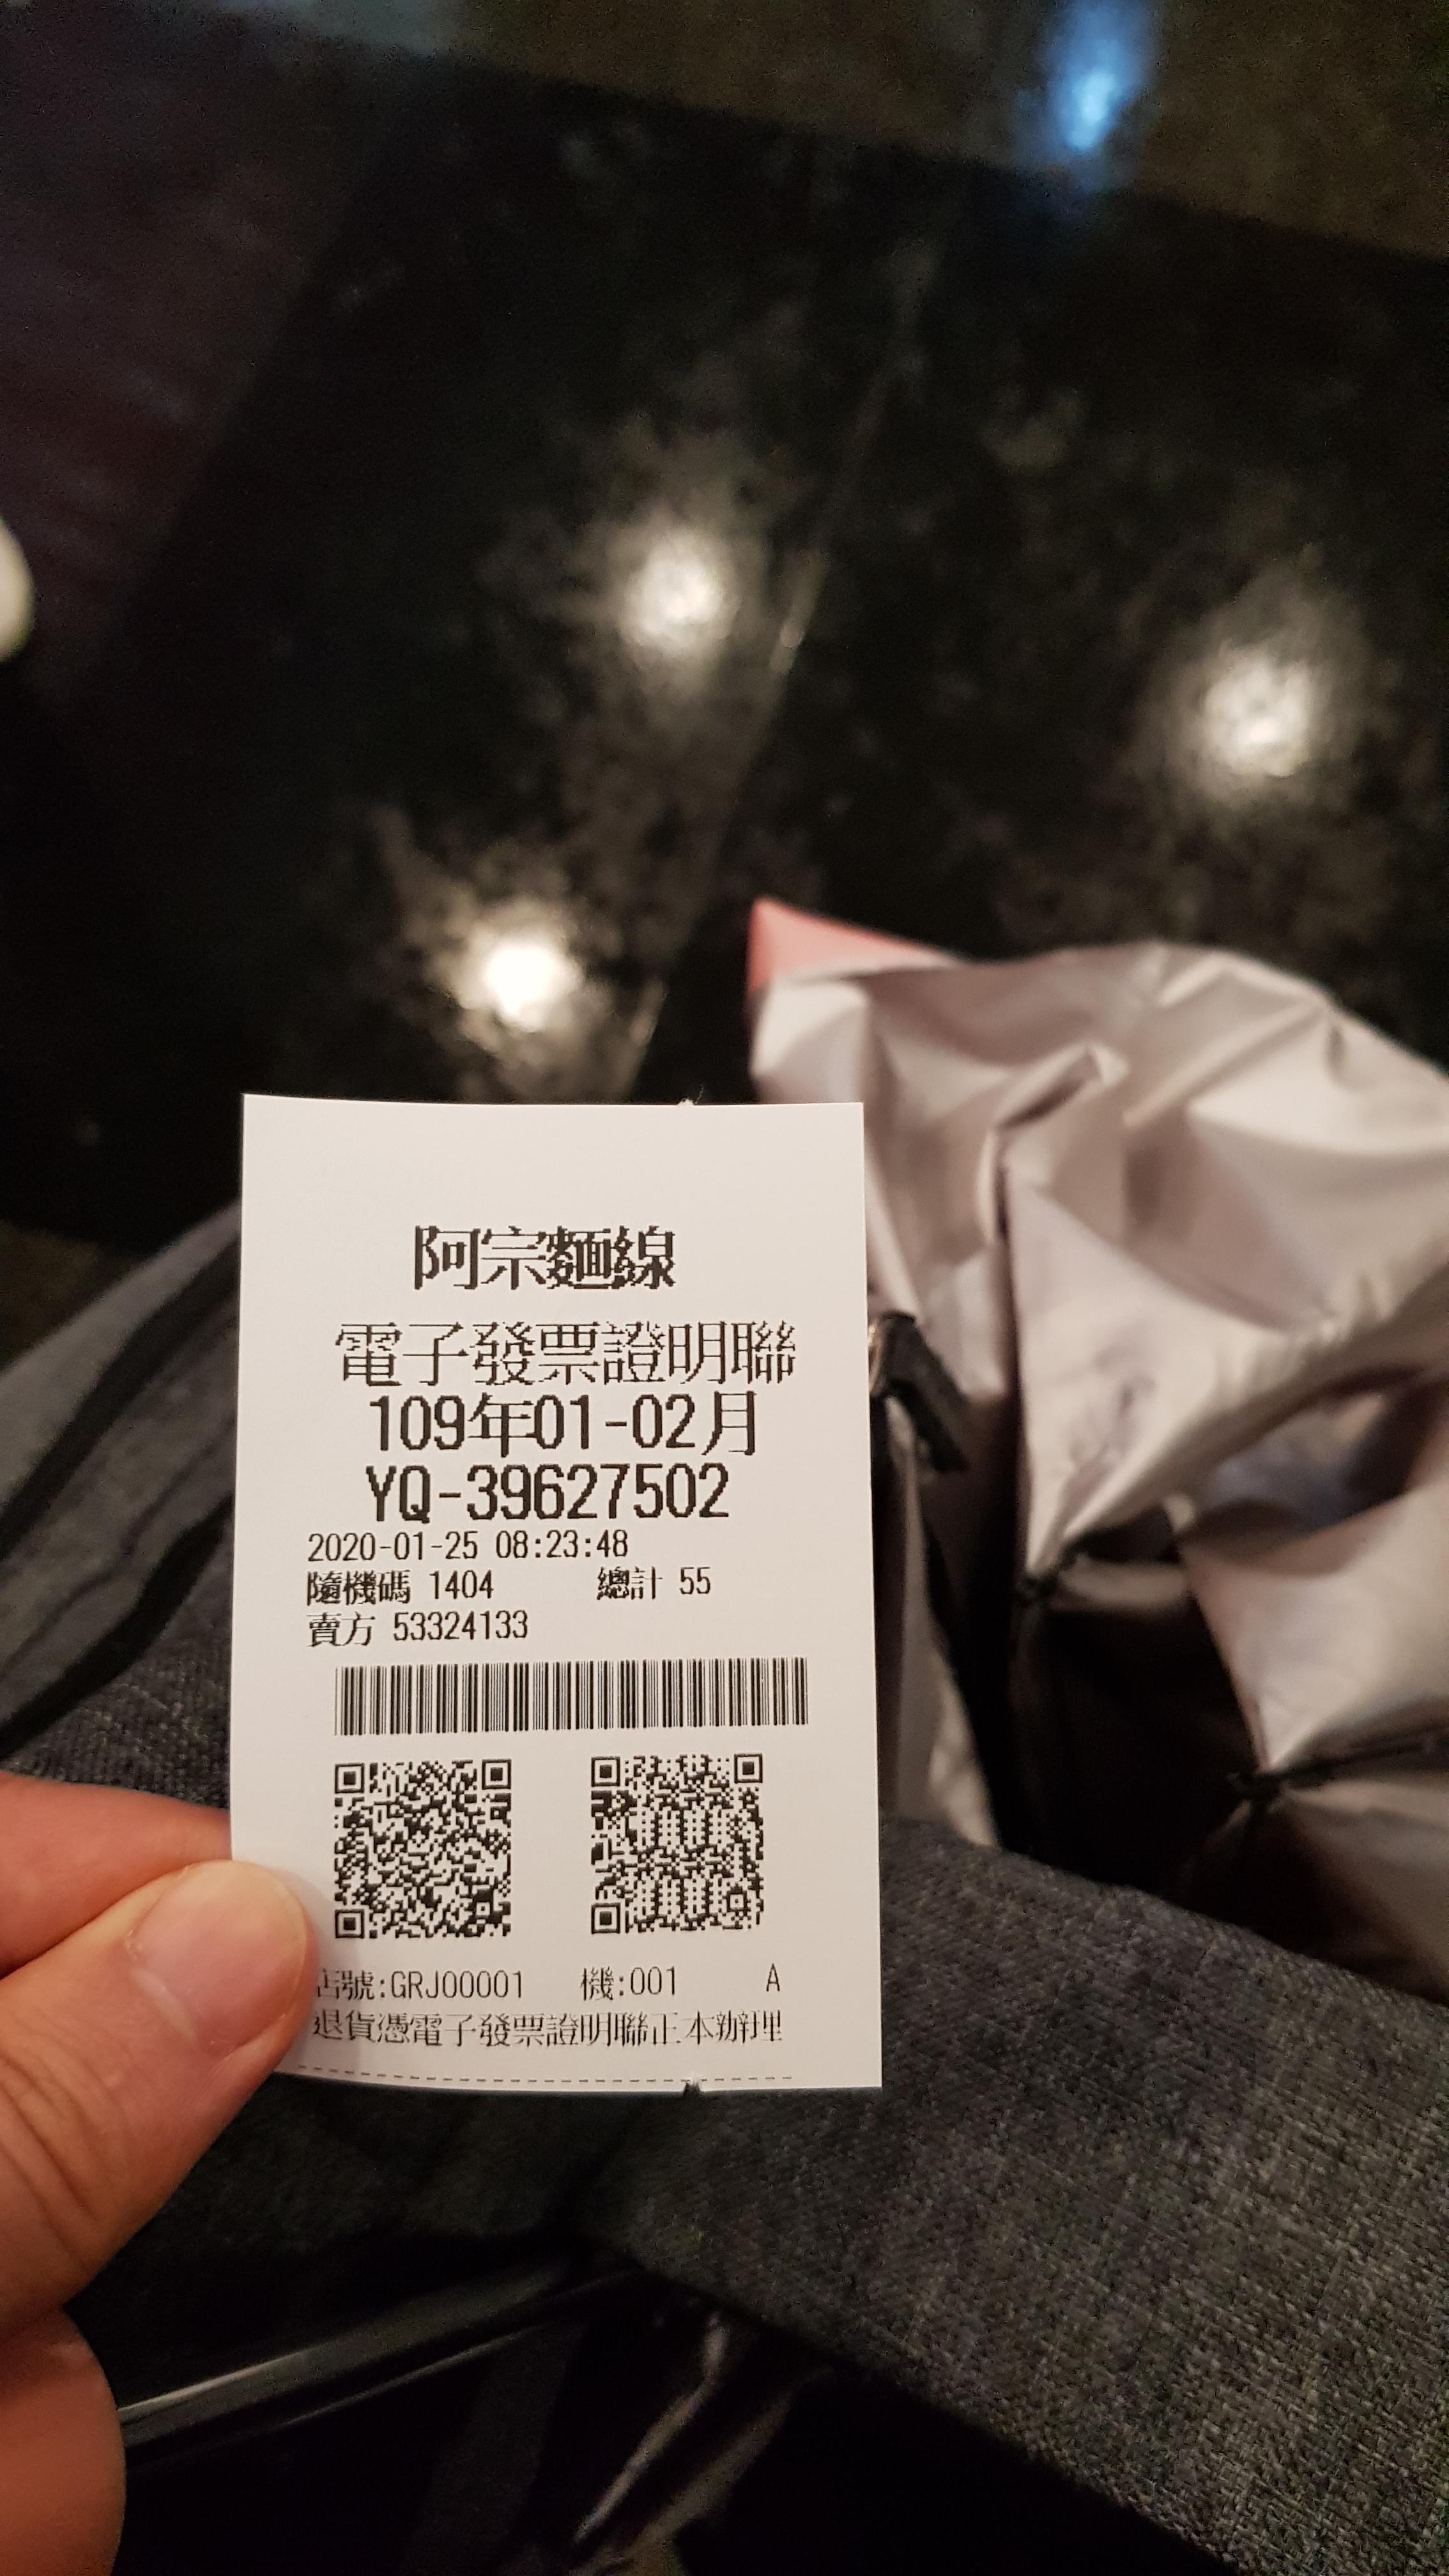 阿宗麵線
電子發票證明聯
109年01-02月
YQ-39627502
2020-01-25 08:23:48
隨機碼 1404 總計 55
賣方 53324133
店號:GRJ00001 機:001 A
退貨憑電子發票證明聯正本辦理